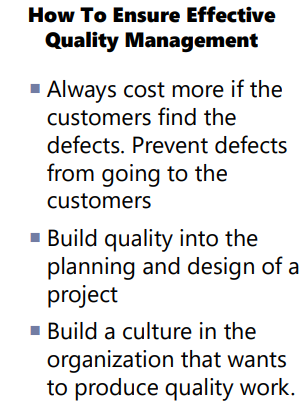 How To Ensure Effective
Quality Management
Always cost more if the
customers find the
defects. Prevent defects
from going to the
customers
Build quality into the
planning and design of a
project
Build a culture in the
organization that wants
to produce quality work.